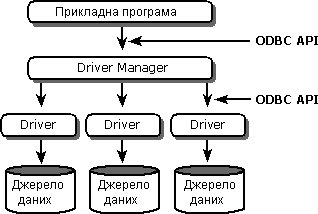 Прикладна програма
ODBC API
Driver Manager
ODBC API
Driver
Driver
Driver
Джерело
даних
Джерело
даних
Джерело
даних